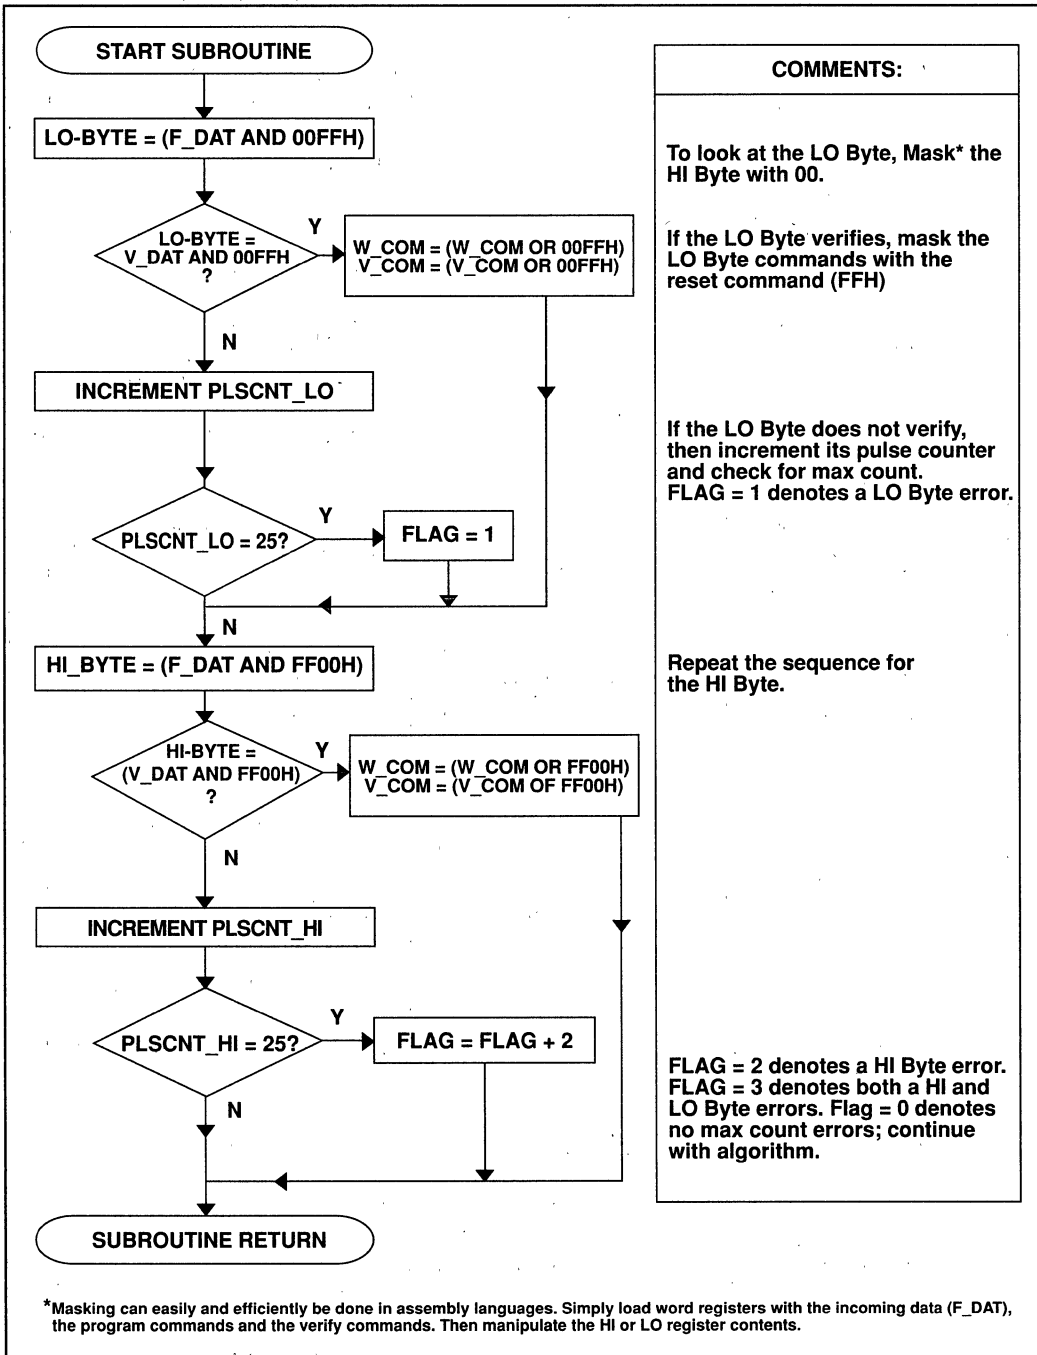 START SUBROUTINE
COMMENTS:
LO-BYTE = (F_DAT AND 00FFH)
To look at the LO Byte, Mask* the
HI Byte with 00.
LO-BYTE =
V_DAT AND 00FFH
?
Y
W_COM = (W_COM OR 00FFH)
V_COM = (V_COM OR 00FFH)
If the LO Byte verifies, mask the
LO Byte commands with the
reset command (FFH)
N
INCREMENT PLSCNT_LO
If the LO Byte does not verify,
then increment its pulse counter
and check for max count.
FLAG = 1 denotes a LO Byte error.
PLSCNT_LO = 25?
Y
FLAG = 1
N
HI_BYTE = (F_DAT AND FF00H)
Repeat the sequence for
the HI Byte.
HI-BYTE =
(V_DAT AND FF00H)
?
Y
W_COM = (W_COM OR FF00H)
V_COM = (V_COM OF FF00H)
N
INCREMENT PLSCNT_HI
PLSCNT_HI = 25?
Y
FLAG = FLAG + 2
N
FLAG = 2 denotes a HI Byte error.
FLAG = 3 denotes both a HI and
LO Byte errors. Flag = 0 denotes
no max count errors; continue
with algorithm.
SUBROUTINE RETURN
*Masking can easily and efficiently be done in assembly languages. Simply load word registers with the incoming data (F_DAT),
the program commands and the verify commands. Then manipulate the HI or LO register contents.